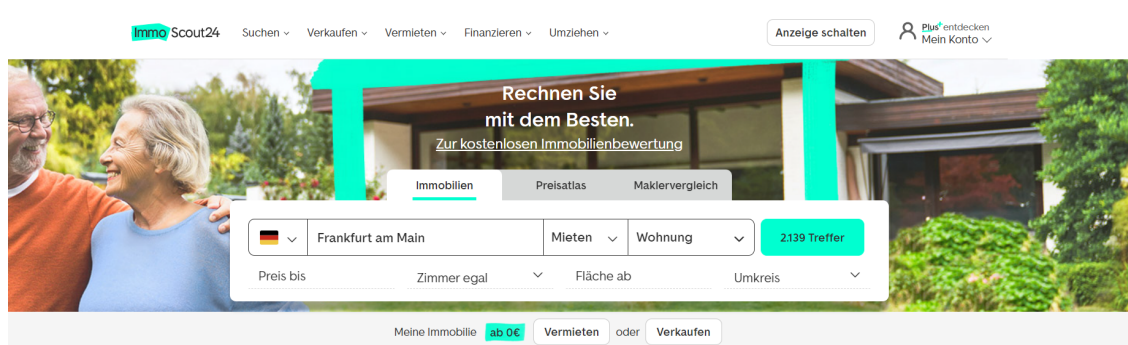 ImmoScout24 Suchen Verkaufen Vermieten Finanzieren Umziehen Anzeige schalten Plus+ entdecken
Mein Konto
Rechnen Sie
mit dem Besten.
Zur kostenlosen Immobilienbewertung
Immobilien Preisatlas Maklervergleich
Frankfurt am Main Mieten Wohnung 2.139 Treffer
Preis bis Zimmer egal Fläche ab Umkreis
Meine Immobilie ab 0€ Vermieten oder Verkaufen